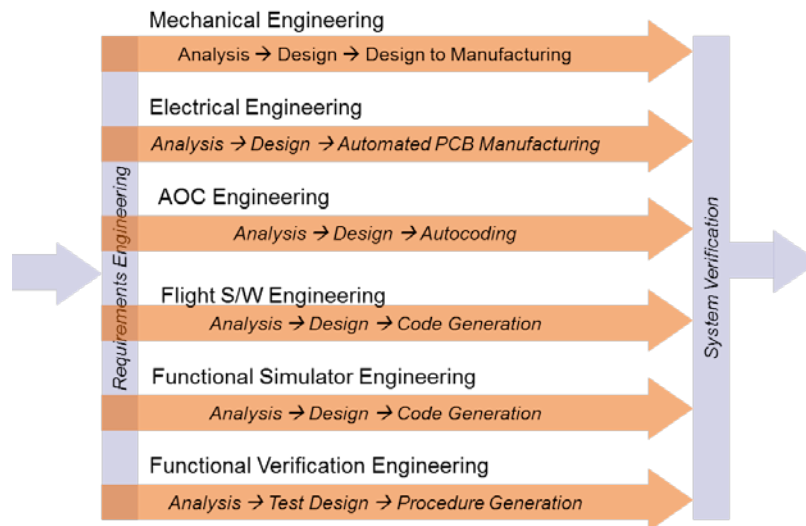 Mechanical Engineering
Analysis → Design → Design to Manufacturing
Electrical Engineering
Analysis → Design → Automated PCB Manufacturing
AOC Engineering
Analysis → Design → Autocoding
Flight S/W Engineering
Analysis → Design → Code Generation
Functional Simulator Engineering
Analysis → Design → Code Generation
Functional Verification Engineering
Analysis → Test Design → Procedure Generation
Requirements Engineering
System Verification